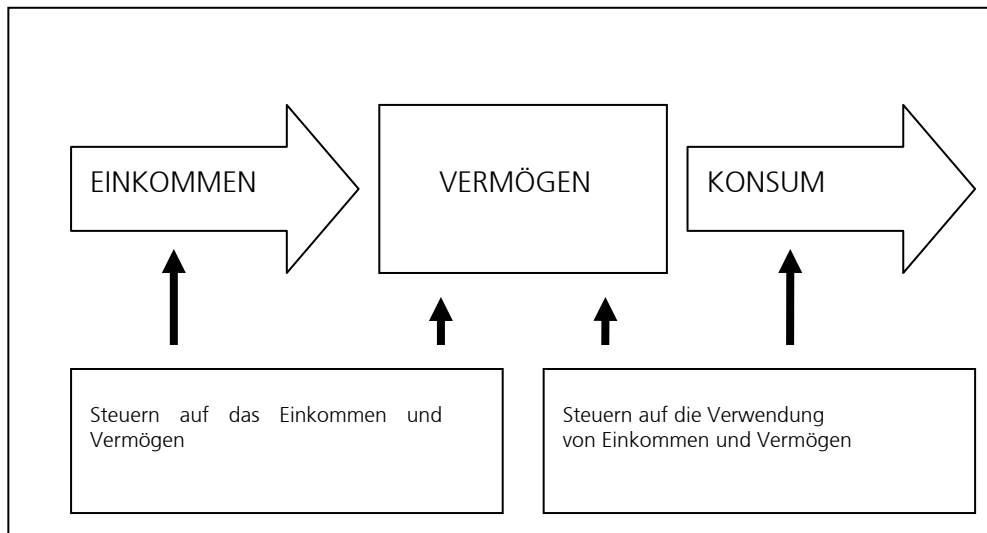 EINKOMMEN
VERMÖGEN
KONSUM
Steuern auf das Einkommen und
Vermögen
Steuern auf die Verwendung
von Einkommen und Vermögen